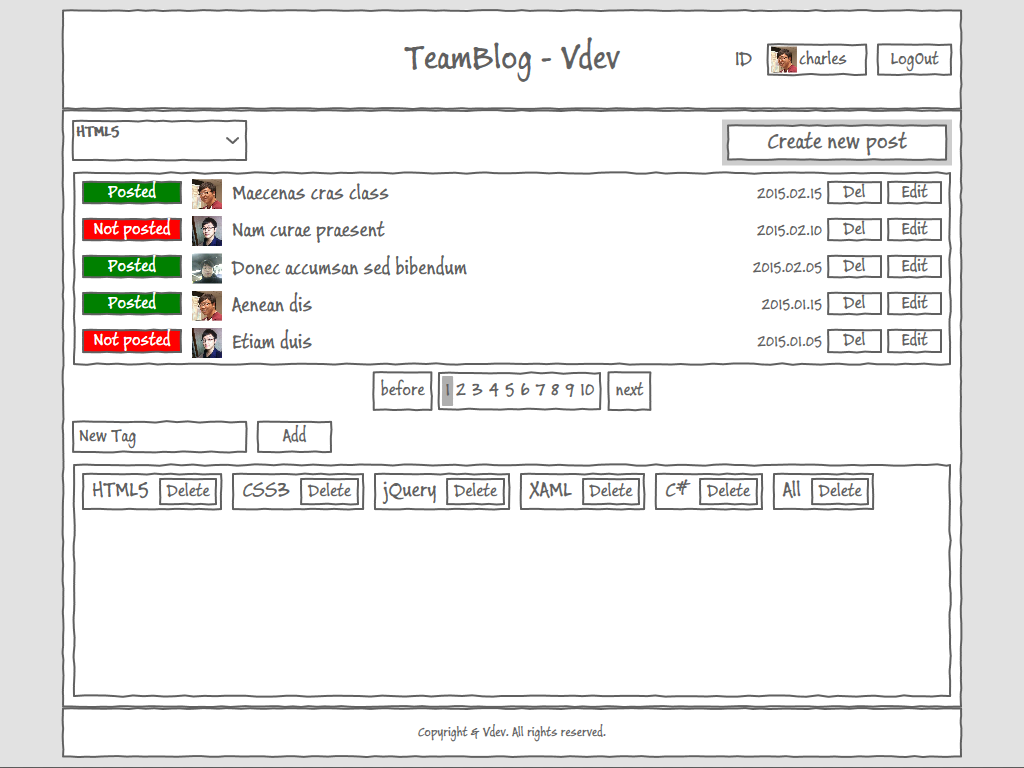 TeamBlog - Vdev
ID charles LogOut
HTML5
Create new post
Posted Maecenas cras class 2015.02.15 Del Edit
Not posted Nam curae praesent 2015.02.10 Del Edit
Posted Donec accumsan sed bibendum 2015.02.05 Del Edit
Posted Aenean dis 2015.01.15 Del Edit
Not posted Etiam duis 2015.01.05 Del Edit
before 1 2 3 4 5 6 7 8 9 10 next
New Tag Add
HTML5 Delete CSS3 Delete jQuery Delete XAML Delete C# Delete All Delete
Copyright & Vdev. All rights reserved.